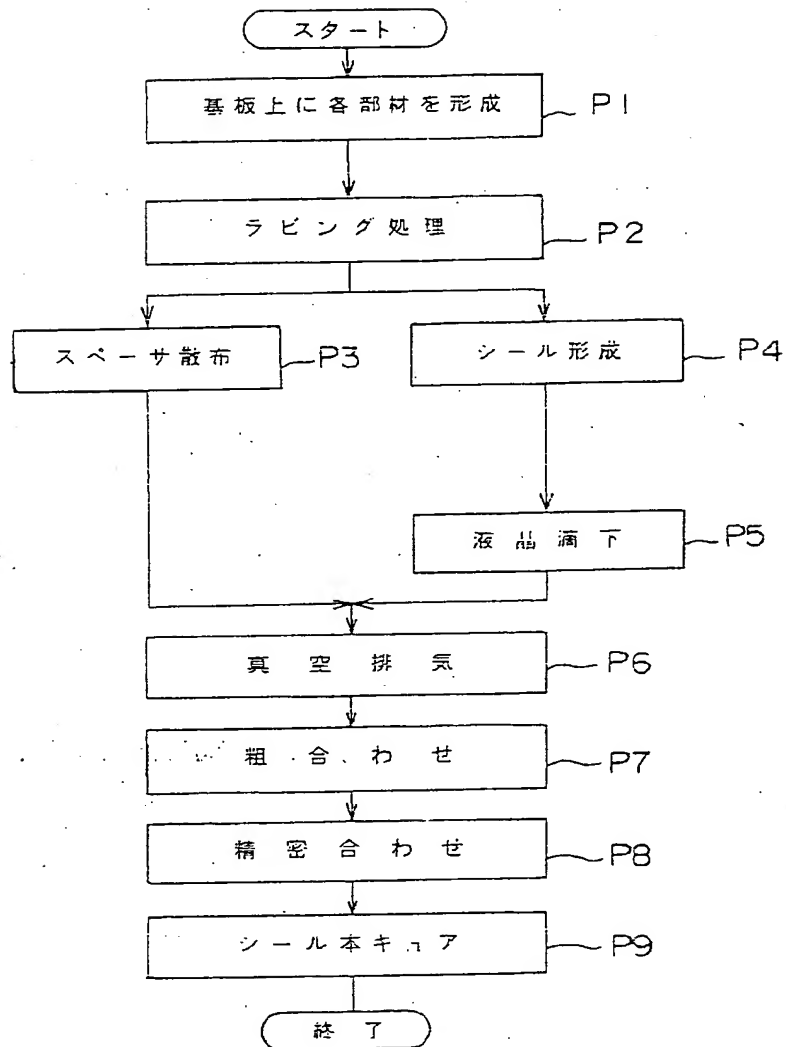 スタート
基板上に各部材を形成
P1
ラビング処理
P2
スペーサ散布
P3
シール形成
P4
液晶滴下
P5
真空排気
P6
粗合わせ
P7
精密合わせ
P8
シール本キュア
P9
終了